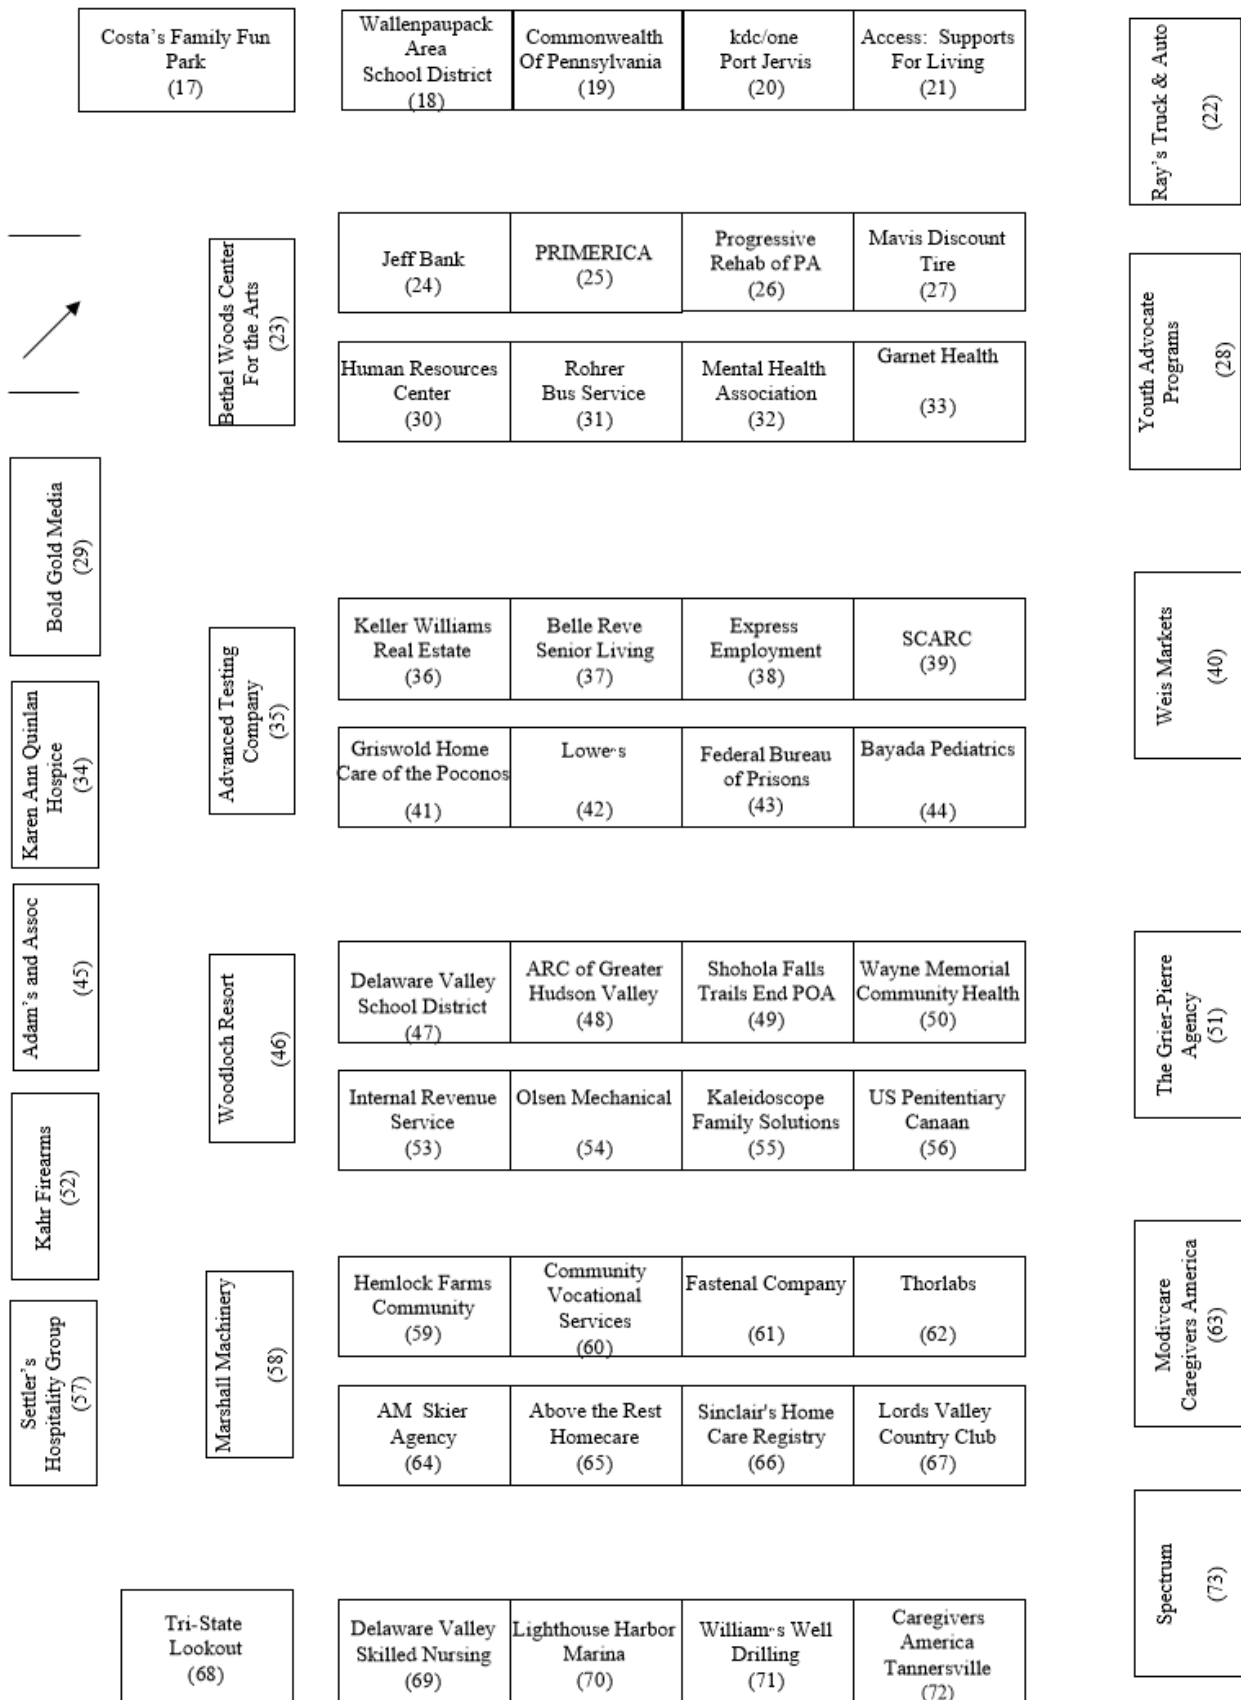 Costa's Family Fun
Park
(17)
Wallenpaupack
Area
School District
(18)
Commonwealth
Of Pennsylvania
(19)
kdc/one
Port Jervis
(20)
Access: Supports
For Living
(21)
Ray's Truck & Auto
(22)
Bethel Woods Center
For the Arts
(23)
Jeff Bank
(24)
PRIMERICA
(25)
Progressive
Rehab of PA
(26)
Mavis Discount
Tire
(27)
Youth Advocate
Programs
(28)
Bold Gold Media
(29)
Human Resources
Center
(30)
Rohrer
Bus Service
(31)
Mental Health
Association
(32)
Garnet Health
(33)
Karen Ann Quinlan
Hospice
(34)
Advanced Testing
Company
(35)
Keller Williams
Real Estate
(36)
Belle Reve
Senior Living
(37)
Express
Employment
(38)
SCARC
(39)
Weis Markets
(40)
Griswold Home
Care of the Poconos
(41)
Lowe's
(42)
Federal Bureau
of Prisons
(43)
Bayada Pediatrics
(44)
Adam's and Assoc
(45)
Woodloch Resort
(46)
Delaware Valley
School District
(47)
ARC of Greater
Hudson Valley
(48)
Shohola Falls
Trails End POA
(49)
Wayne Memorial
Community Health
(50)
The Grier-Pierre
Agency
(51)
Kahr Firearms
(52)
Internal Revenue
Service
(53)
Olsen Mechanical
(54)
Kaleidoscope
Family Solutions
(55)
US Penitentiary
Canaan
(56)
Settler's
Hospitality Group
(57)
Marshall Machinery
(58)
Hemlock Farms
Community
(59)
Community
Vocational
Services
(60)
Fastenal Company
(61)
Thorlabs
(62)
Modivcare
Caregivers America
(63)
AM Skier
Agency
(64)
Above the Rest
Homecare
(65)
Sinclair's Home
Care Registry
(66)
Lords Valley
Country Club
(67)
Tri-State
Lookout
(68)
Delaware Valley
Skilled Nursing
(69)
Lighthouse Harbor
Marina
(70)
William's Well
Drilling
(71)
Caregivers
America
Tannersville
(72)
Spectrum
(73)